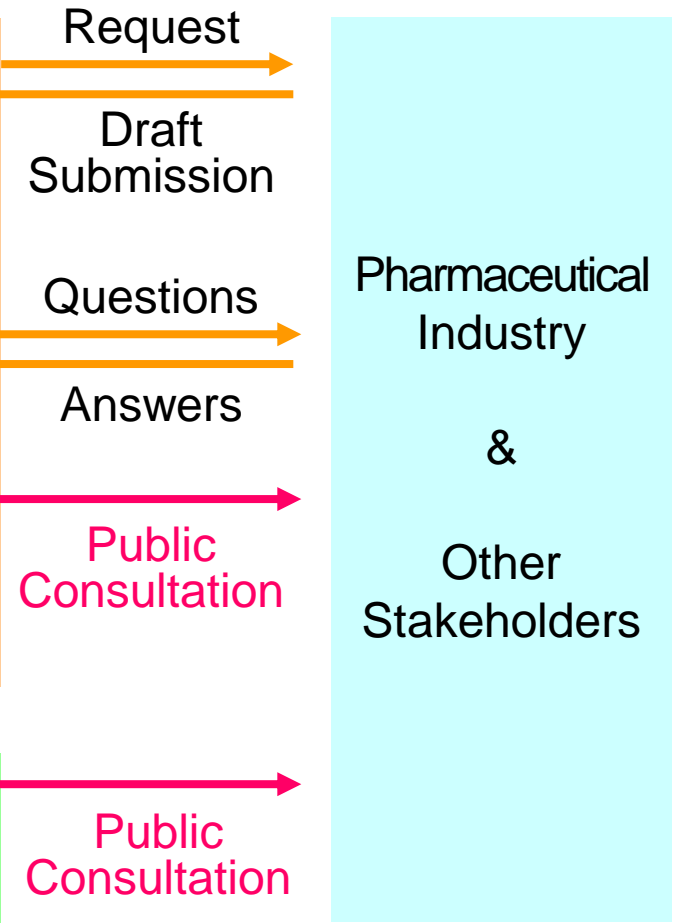 Request
Draft
Submission
Questions
Answers
Public
Consultation
Public
Consultation
Pharmaceutical
Industry
&
Other
Stakeholders